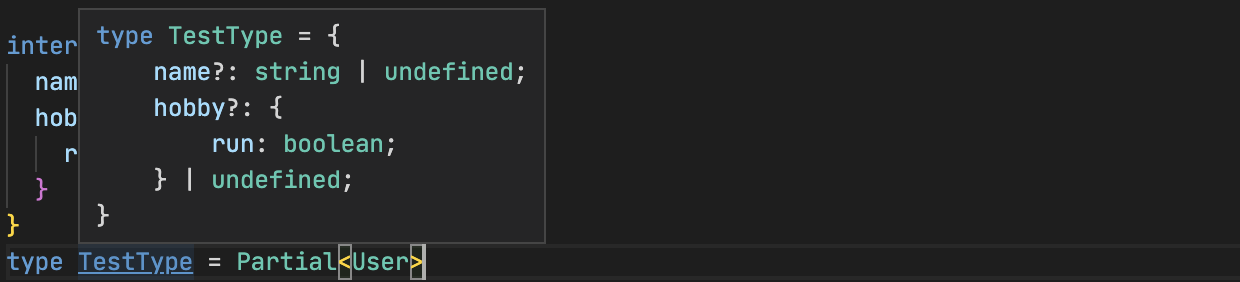 type TestType = {
name?: string | undefined;
hobby?: {
run: boolean;
} | undefined;
}
inter
nam
hob
r
}
}
type TestType = Partial<User>